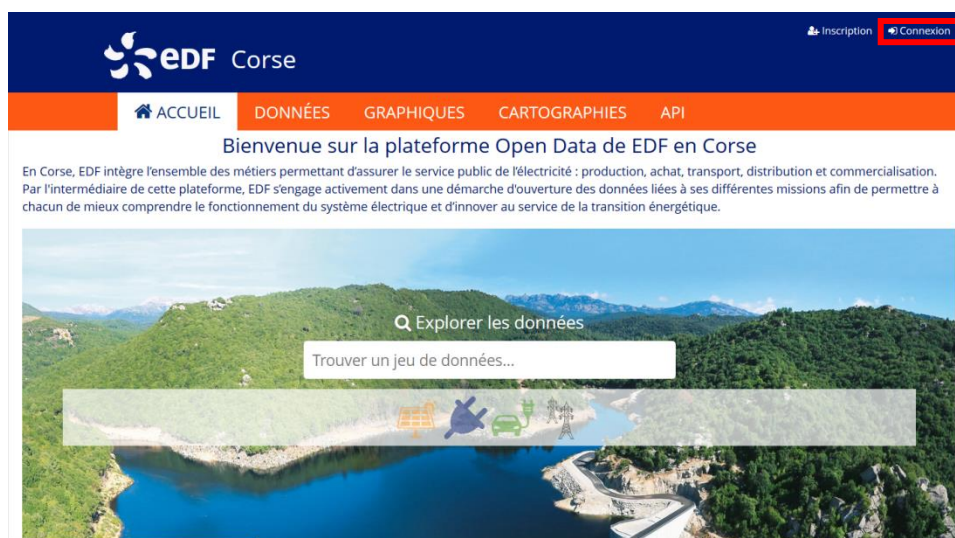 Inscription Connexion
eDF Corse
ACCUEIL DONNÉES GRAPHIQUES CARTOGRAPHIES API
Bienvenue sur la plateforme Open Data de EDF en Corse
En Corse, EDF intègre l'ensemble des métiers permettant d'assurer le service public de l'électricité : production, achat, transport, distribution et commercialisation.
Par l'intermédiaire de cette plateforme, EDF s'engage activement dans une démarche d'ouverture des données liées à ses différentes missions afin de permettre à
chacun de mieux comprendre le fonctionnement du système électrique et d'innover au service de la transition énergétique.
Explorer les données
Trouver un jeu de données...